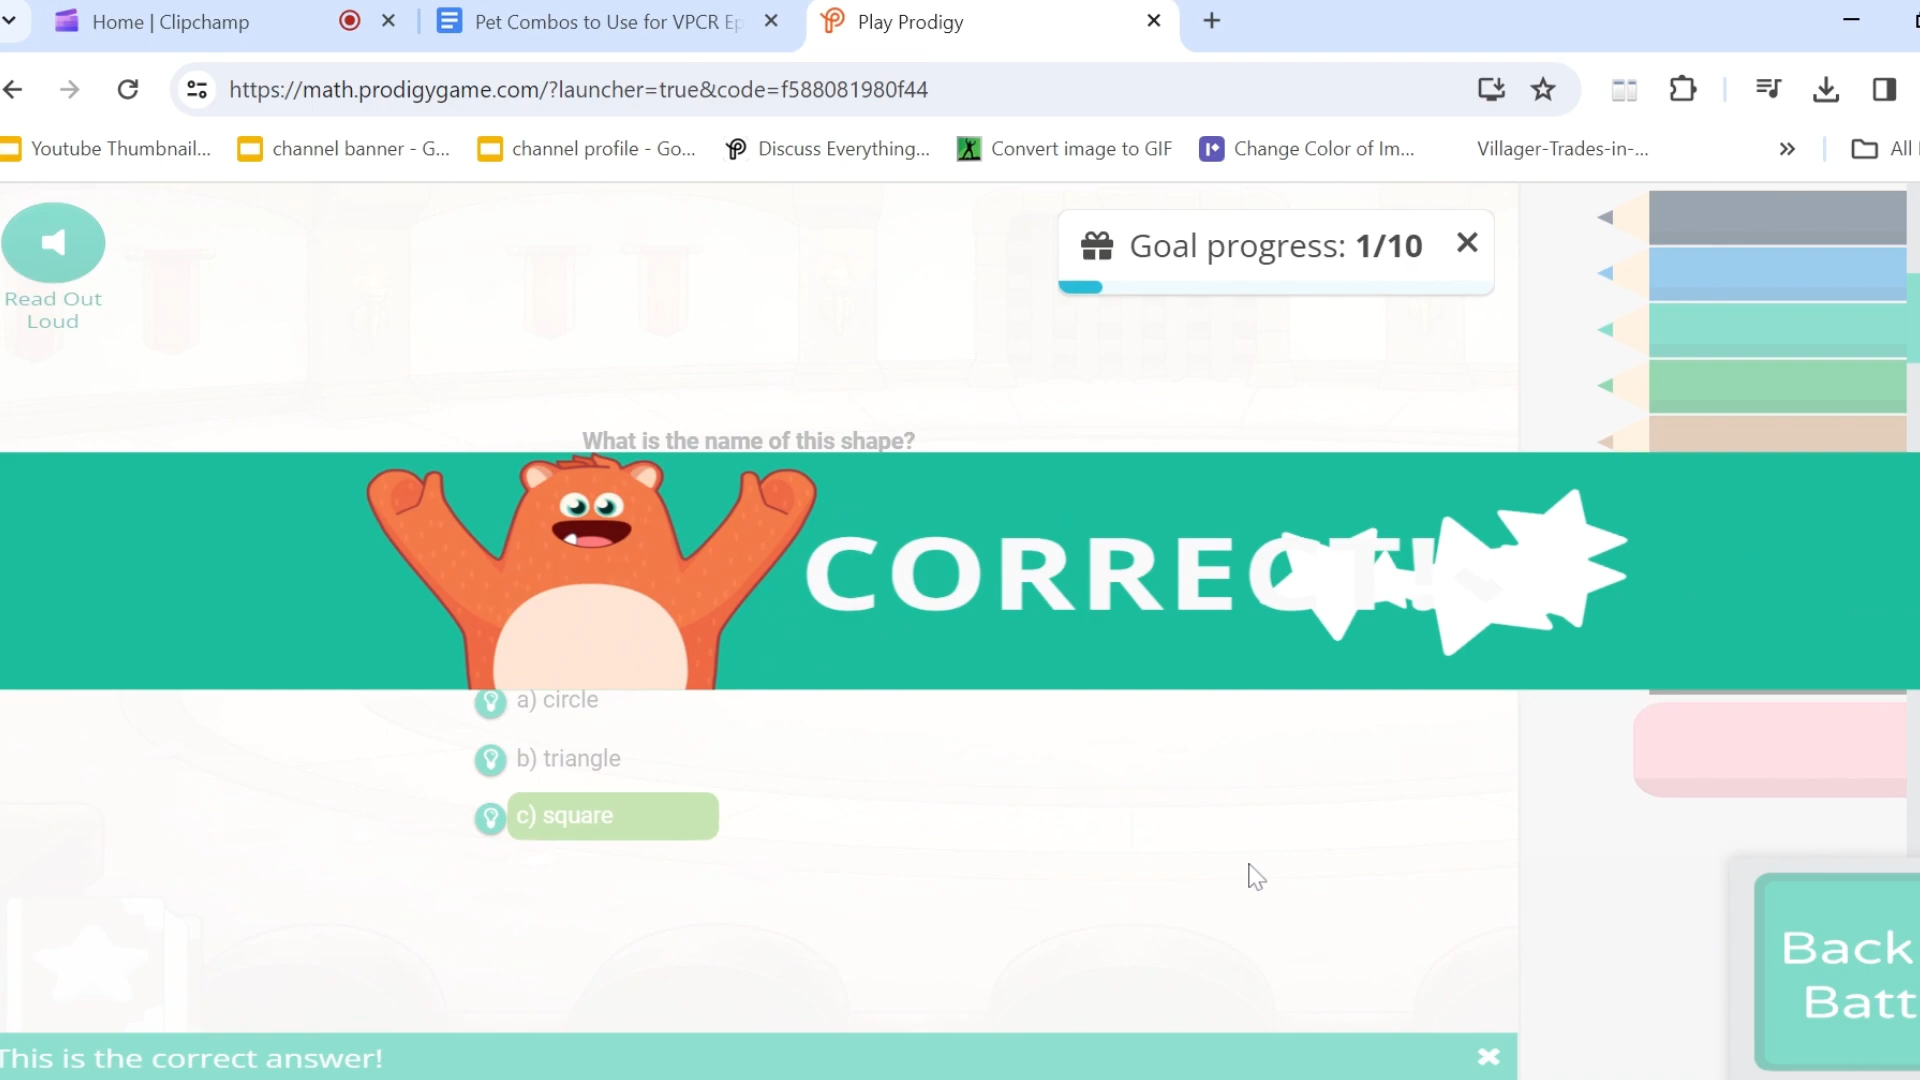 Home | Clipchamp
Pet Combos to Use for VPCR Ep
Play Prodigy
https://math.prodigygame.com/?launcher=true&code=f588081980f44
Youtube Thumbnail...
channel banner - G...
channel profile - Go...
Discuss Everything...
Convert image to GIF
Change Color of Im...
Villager-Trades-in-...
All
Read Out
Loud
Goal progress: 1/10
What is the name of this shape?
CORRECT!
a) circle
b) triangle
c) square
Back
Batt
This is the correct answer!